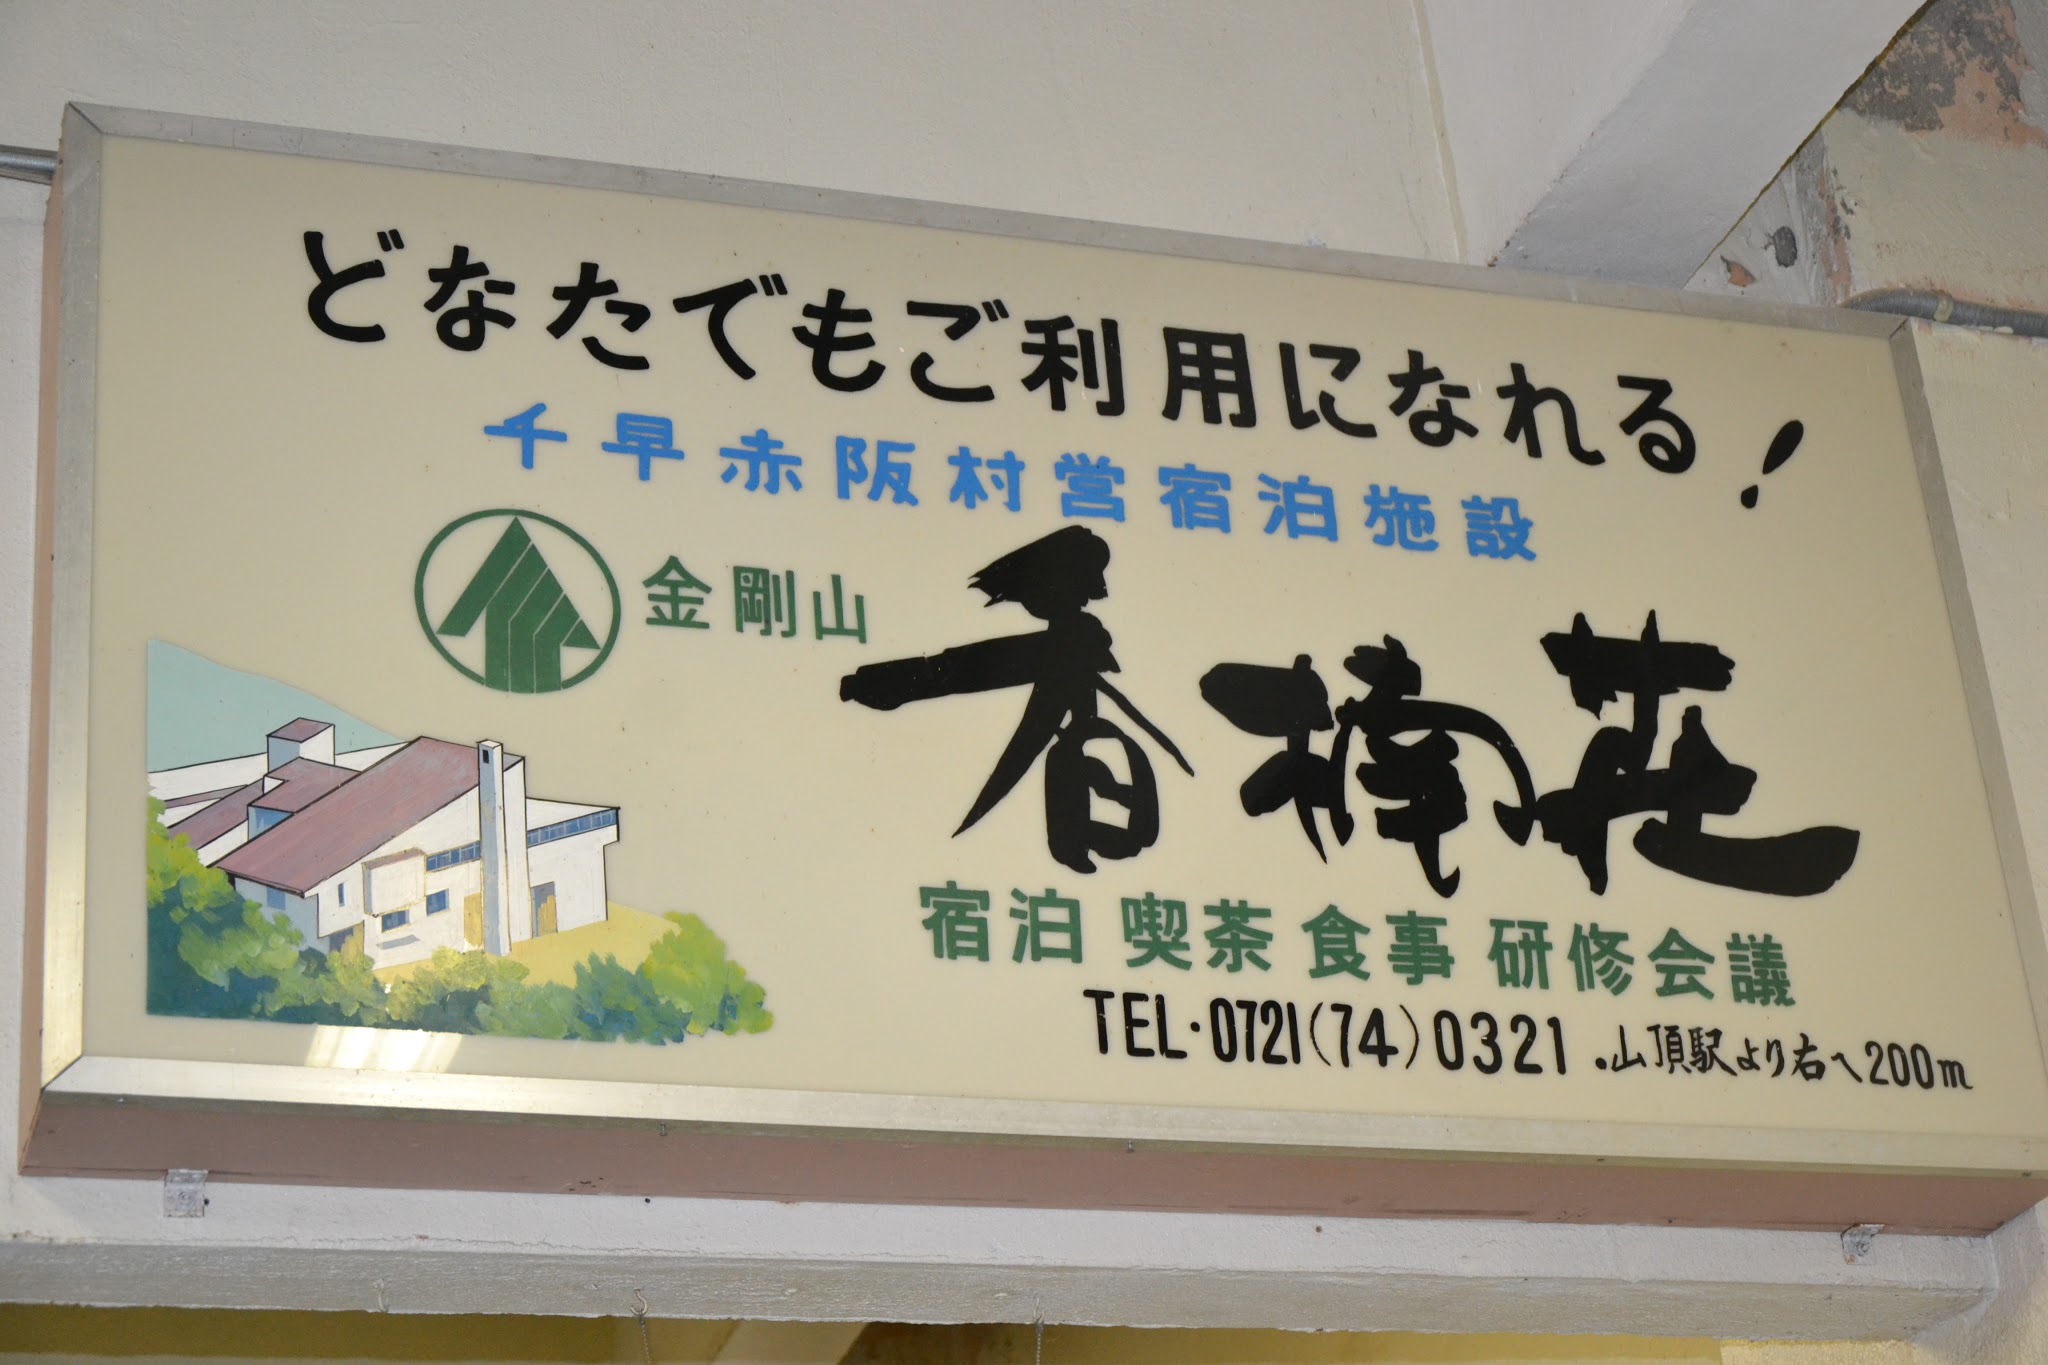 どなたでもご利用になれる!
千早赤阪村営宿泊施設
金剛山
香楠荘
宿泊 喫茶 食事 研修会議
TEL・0721(74)0321 ・山頂駅より右へ200m